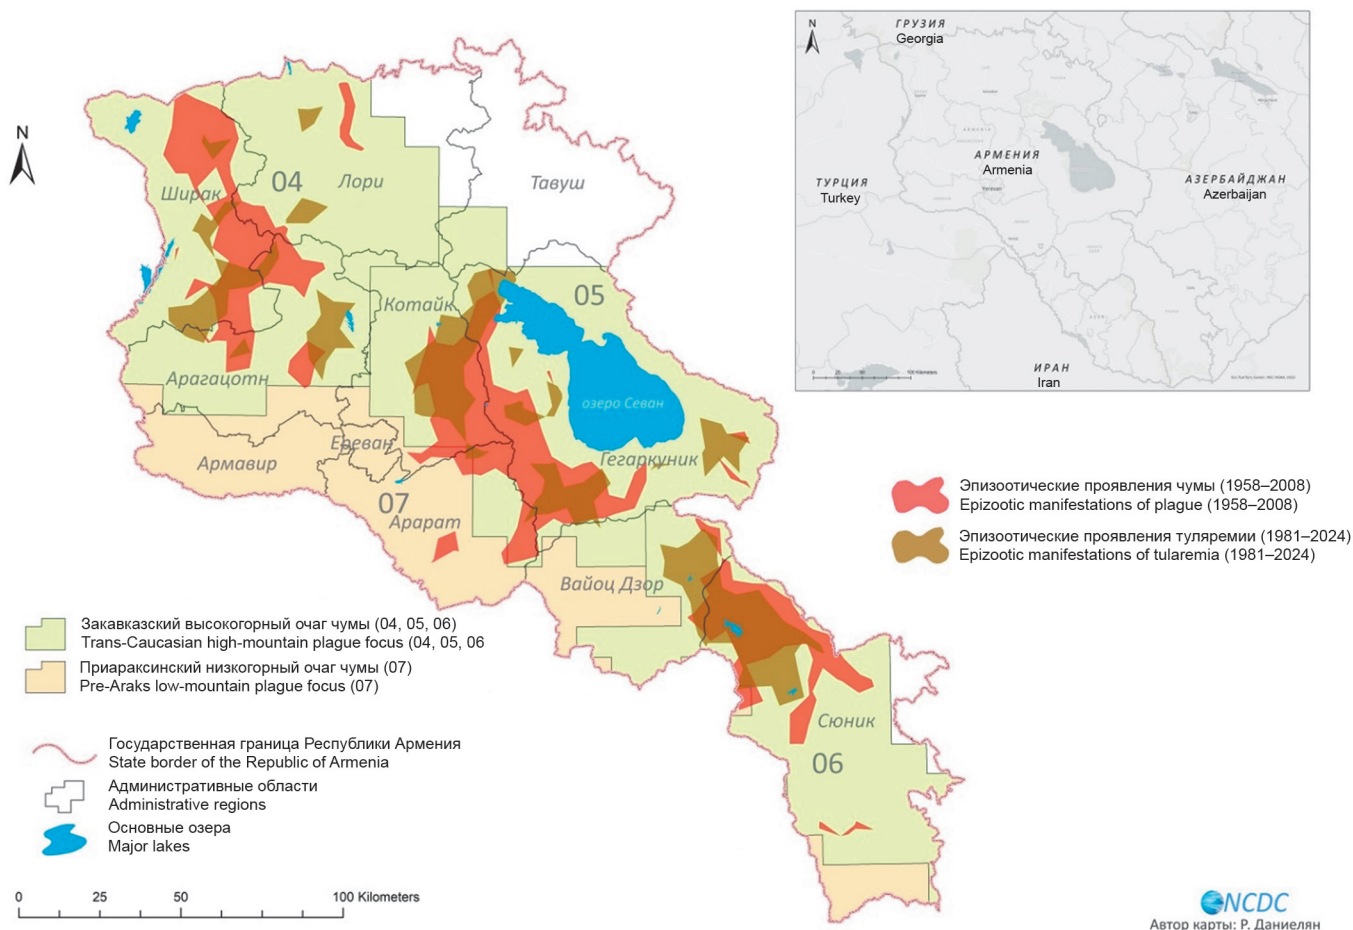 N
Ширак
04
Лори
Тавуш
Котайк
05
Арагацотн
озеро Севан
Ереван
Армавир
Гегаркуник
07
Арарат
Вайоц Дзор
Сюник
06
N
ГРУЗИЯ
Georgia
АРМЕНИЯ
Armenia
ТУРЦИЯ
Turkey
АЗЕРБАЙДЖАН
Azerbaijan
ИРАН
Iran
Эпизоотические проявления чумы (1958–2008)
Epizootic manifestations of plague (1958–2008)
Эпизоотические проявления туляремии (1981–2024)
Epizootic manifestations of tularemia (1981–2024)
Закавказский высокогорный очаг чумы (04, 05, 06)
Trans-Caucasian high-mountain plague focus (04, 05, 06
Приараксинский низкогорный очаг чумы (07)
Pre-Araks low-mountain plague focus (07)
Государственная граница Республики Армения
State border of the Republic of Armenia
Административные области
Administrative regions
Основные озера
Major lakes
0 25 50 100 Kilometers
NCDC
Автор карты: Р. Даниелян